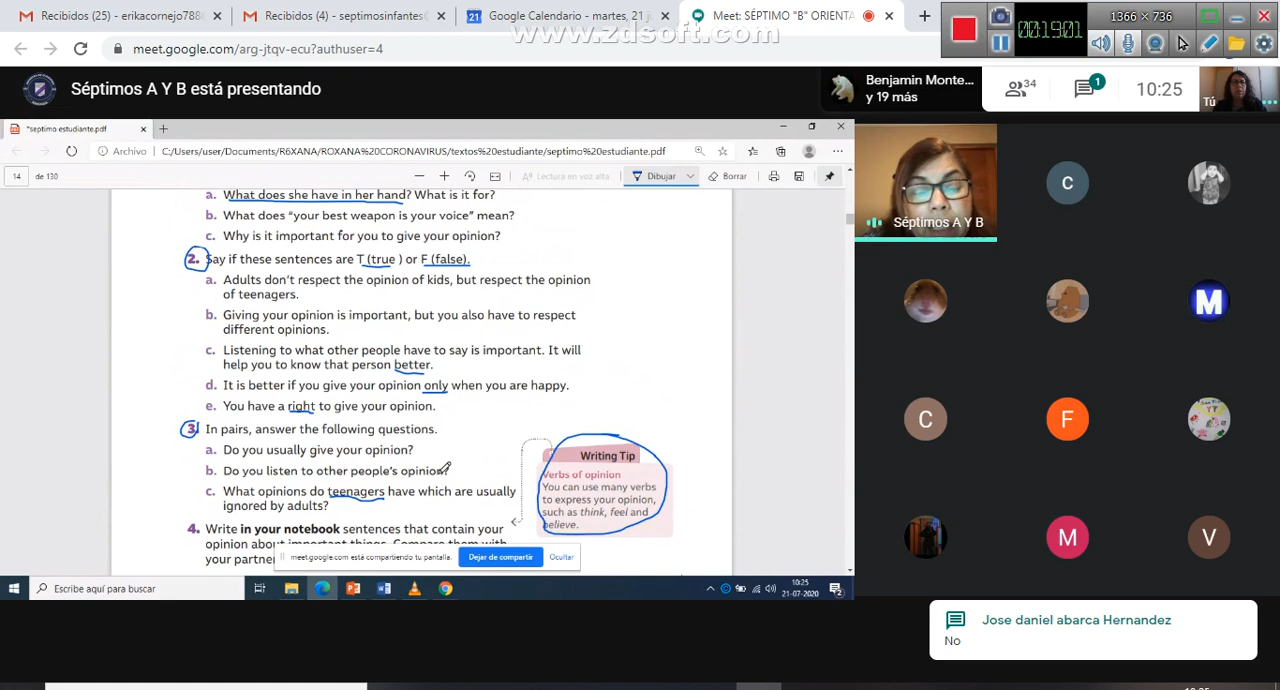 Recibidos (25) - erikacornejo788
Recibidos (4) - septimosinfantes
Google Calendario - martes, 21 ju
Meet: SÉPTIMO "B" ORIENTA
www.zdsoft.com
1366 × 736
00:19:01
meet.google.com/arg-jtqv-ecu?authuser=4
Séptimos A Y B está presentando
Benjamin Monte...
y 19 más
34
1
10:25
Tú
*septimo estudiante.pdf
Archivo
C:/Users/user/Documents/R6XANA/ROXANA%20CORONAVIRUS/textos%20estudiante/septimo%20estudiante.pdf
14 de 130
Lectura en voz alta
Dibujar
Borrar
a. What does she have in her hand? What is it for?
b. What does “your best weapon is your voice” mean?
c. Why is it important for you to give your opinion?
2. Say if these sentences are T (true ) or F (false).
a. Adults don’t respect the opinion of kids, but respect the opinion
of teenagers.
b. Giving your opinion is important, but you also have to respect
different opinions.
c. Listening to what other people have to say is important. It will
help you to know that person better.
d. It is better if you give your opinion only when you are happy.
e. You have a right to give your opinion.
3. In pairs, answer the following questions.
a. Do you usually give your opinion?
b. Do you listen to other people’s opinion?
c. What opinions do teenagers have which are usually
ignored by adults?
4. Write in your notebook sentences that contain your
opinion about important things. Compare them with
your partne
Writing Tip
Verbs of opinion
You can use many verbs
to express your opinion,
such as think, feel and
believe.
meet.google.com está compartiendo tu pantalla.
Dejar de compartir
Ocultar
Escribe aquí para buscar
10:25
21-07-2020
2
Séptimos A Y B
C
M
C
F
M
V
Jose daniel abarca Hernandez
No